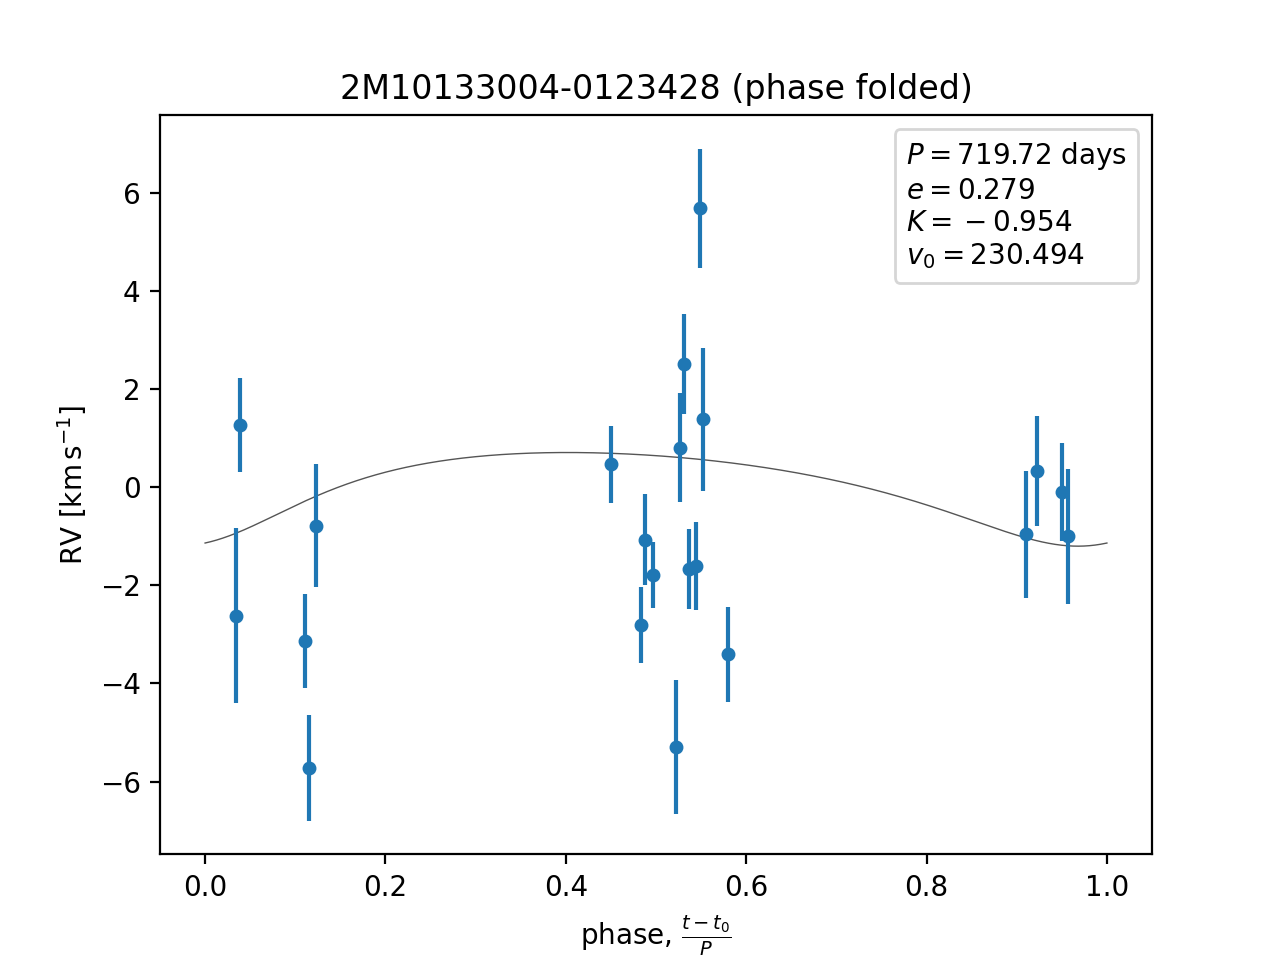 2M10133004-0123428 (phase folded)
P = 719.72 days
e = 0.279
K = −0.954
v₀ = 230.494
RV [km s⁻¹]
6
4
2
0
−2
−4
−6
0.0 0.2 0.4 0.6 0.8 1.0
phase, (t − t₀)/P